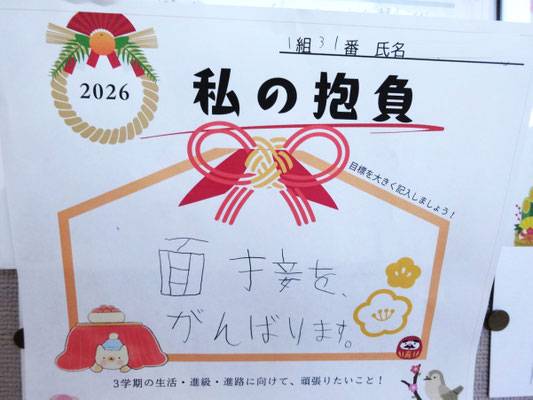 1組31番 氏名
2026
私の抱負
目標を大きく記入しましょう！
面接を、
がんばります。
3学期の生活・進級・進路に向けて、頑張りたいこと！